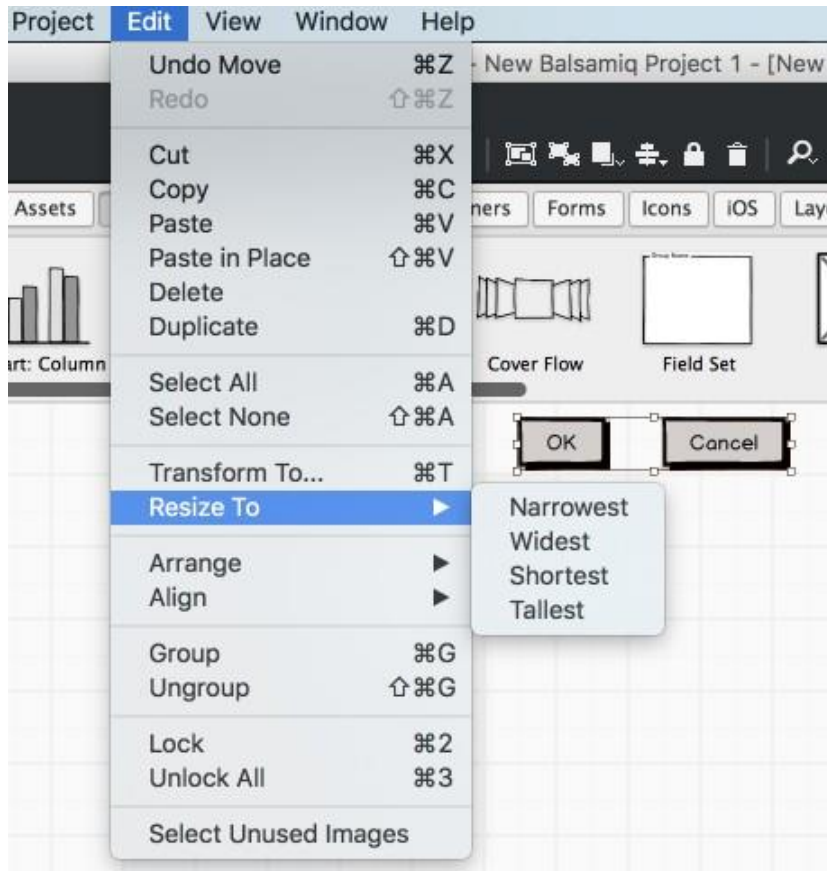 Project Edit View Window Help
- New Balsamiq Project 1 - [New
Undo Move ⌘Z
Redo ⇧⌘Z
Cut ⌘X
Copy ⌘C
Paste ⌘V
Paste in Place ⇧⌘V
Delete
Duplicate ⌘D
Select All ⌘A
Select None ⇧⌘A
Transform To... ⌘T
Resize To ▶
Arrange ▶
Align ▶
Group ⌘G
Ungroup ⇧⌘G
Lock ⌘2
Unlock All ⌘3
Select Unused Images
Narrowest
Widest
Shortest
Tallest
Assets
ners Forms Icons iOS Lay
art: Column
Cover Flow
Group Name
Field Set
OK
Cancel